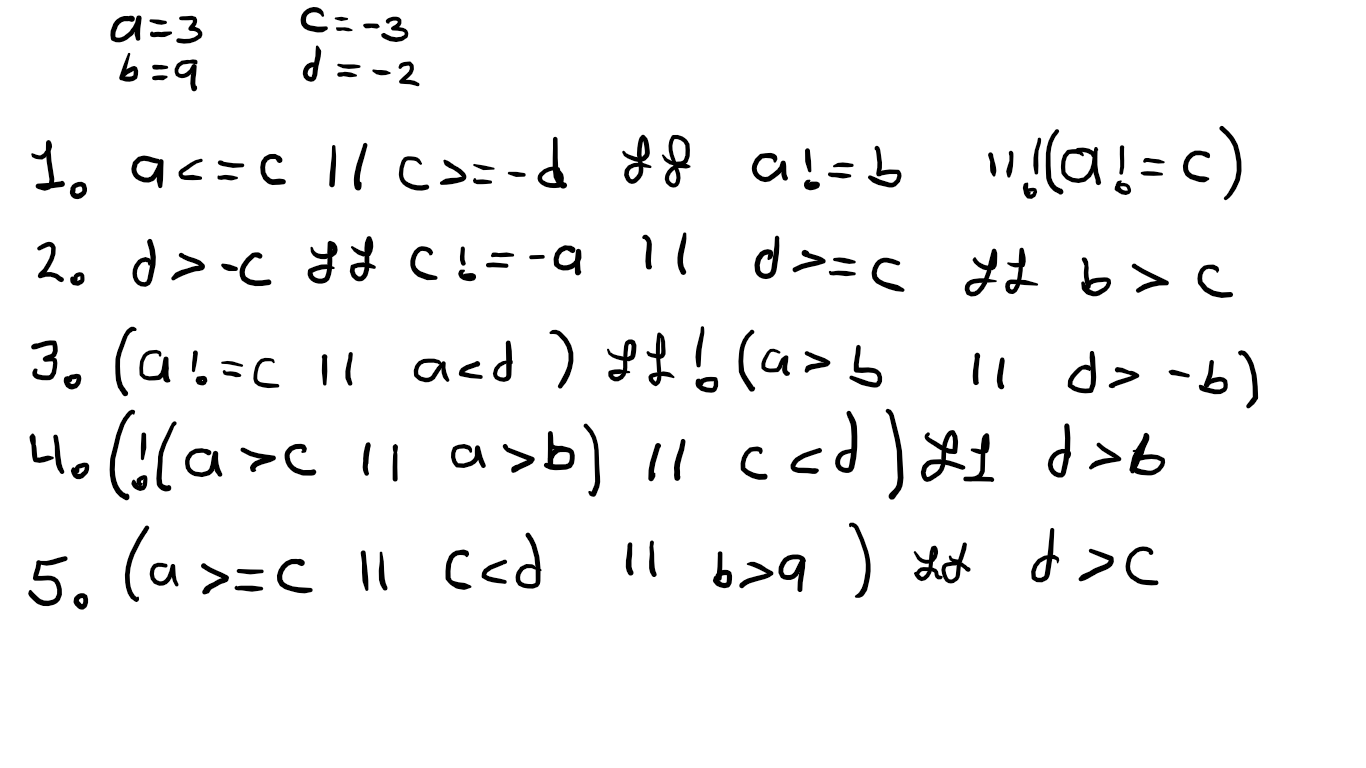 a=3 c=-3
b=9 d=-2
1. a<=c || c>=-d && a!=b || !(a!=c)
2. d>-c && c!=-a || d>=c && b>c
3. (a!=c || a<d) && !(a>b || d>-b)
4. (!(a>c || a>b) || c<d) && d>b
5. (a>=c || c<d || b>9) && d>c